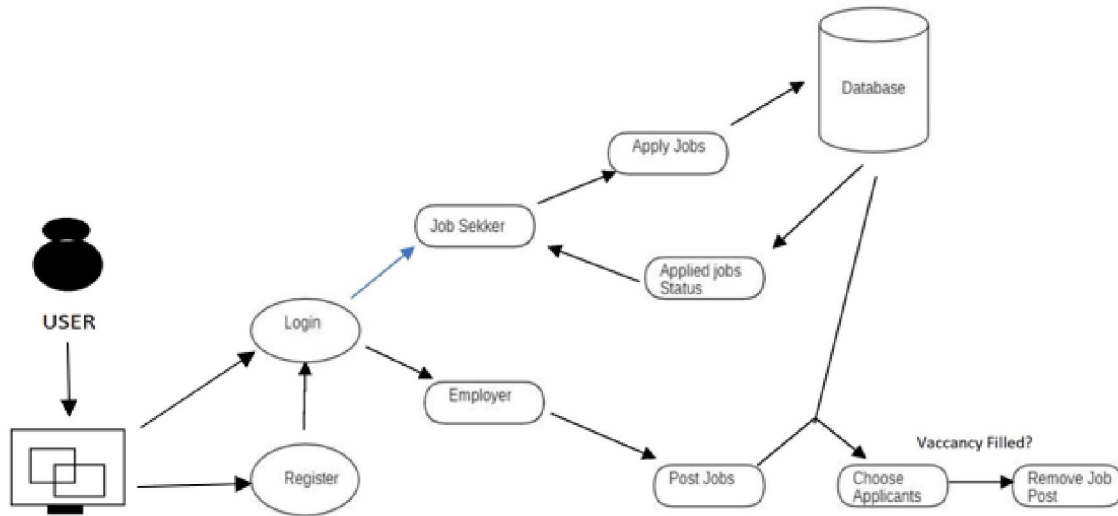 Database
Apply Jobs
Job Sekker
Applied jobs
Status
USER
Login
Employer
Vaccancy Filled?
Register
Post Jobs
Choose
Applicants
Remove Job
Post